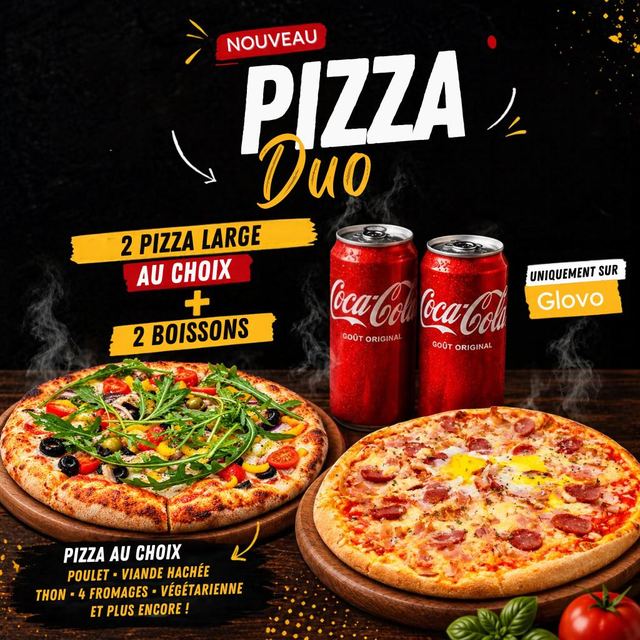 NOUVEAU
PIZZA
Duo
2 PIZZA LARGE
AU CHOIX
+
2 BOISSONS
Coca-Cola
GOÛT ORIGINAL
Coca-Cola
GOÛT ORIGINAL
UNIQUEMENT SUR
Glovo
PIZZA AU CHOIX
POULET • VIANDE HACHÉE
THON • 4 FROMAGES • VÉGÉTARIENNE
ET PLUS ENCORE !